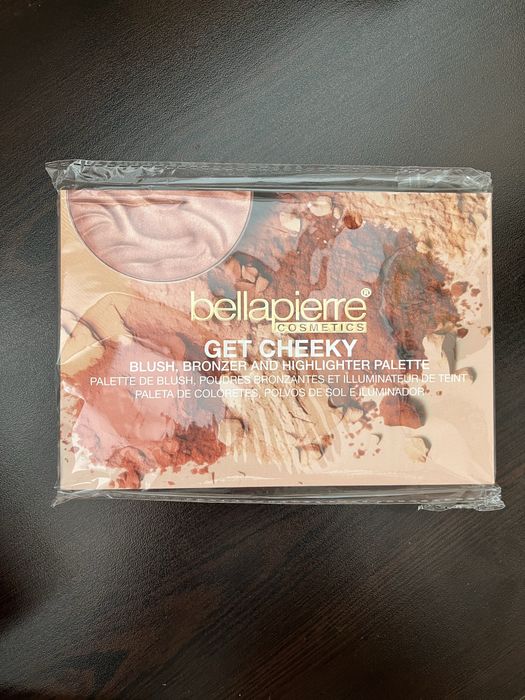 bellapierre®
COSMETICS
GET CHEEKY
BLUSH, BRONZER AND HIGHLIGHTER PALETTE
PALETTE DE BLUSH, POUDRES BRONZANTES ET ILLUMINATEUR DE TEINT
PALETA DE COLORETES, POLVOS DE SOL E ILUMINADOR